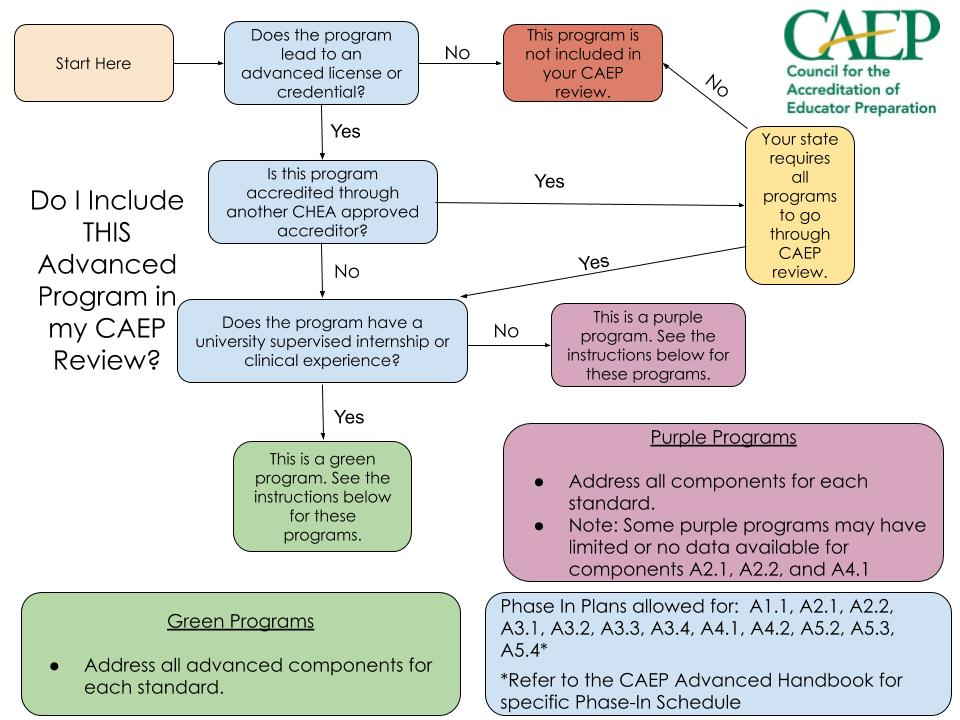 Start Here
Does the program
lead to an
advanced license or
credential?
No
This program is
not included in
your CAEP
review.
CAEP
Council for the
Accreditation of
Educator Preparation
No
Yes
Your state
requires
all
programs
to go
through
CAEP
review.
Is this program
accredited through
another CHEA approved
accreditor?
Yes
Do I Include
THIS
Advanced
Program in
my CAEP
Review?
No
Yes
Does the program have a
university supervised internship or
clinical experience?
No
This is a purple
program. See the
instructions below for
these programs.
Yes
This is a green
program. See the
instructions below
for these
programs.
Purple Programs
● Address all components for each
standard.
● Note: Some purple programs may have
limited or no data available for
components A2.1, A2.2, and A4.1
Green Programs
● Address all advanced components for
each standard.
Phase In Plans allowed for: A1.1, A2.1, A2.2,
A3.1, A3.2, A3.3, A3.4, A4.1, A4.2, A5.2, A5.3,
A5.4*
*Refer to the CAEP Advanced Handbook for
specific Phase-In Schedule